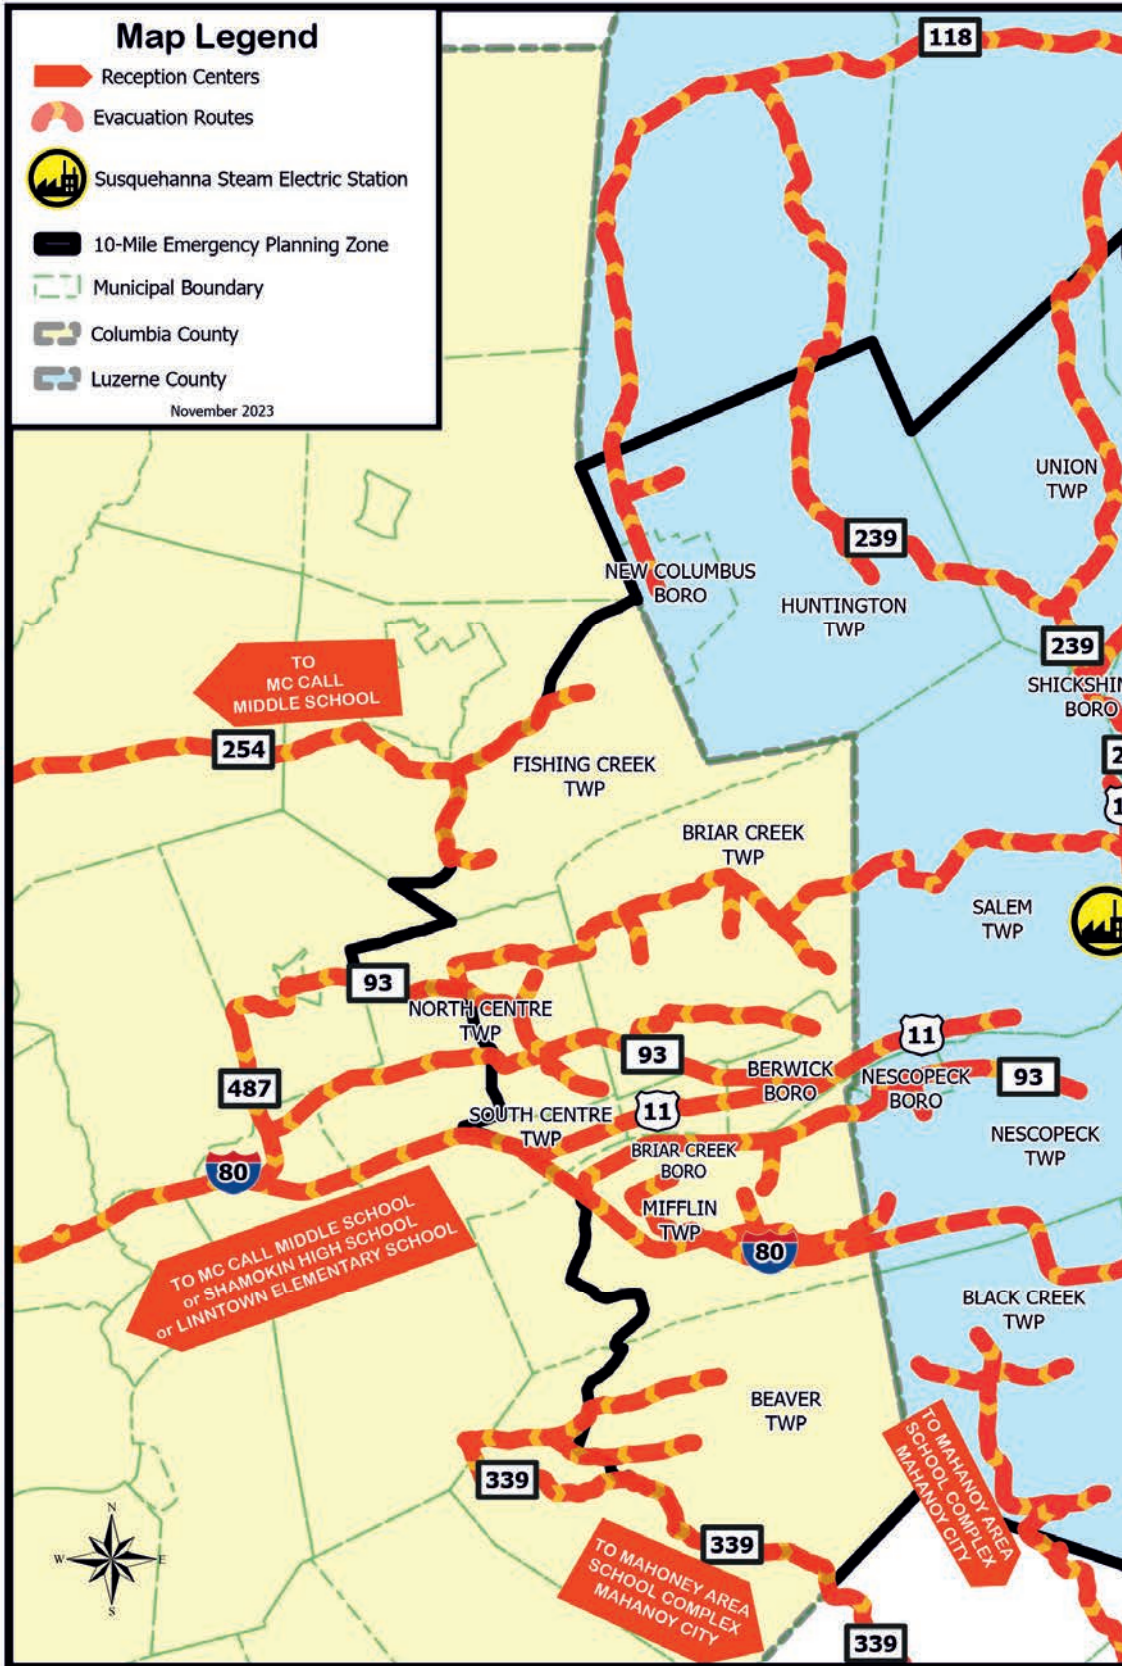 Map Legend
Reception Centers
Evacuation Routes
Susquehanna Steam Electric Station
10-Mile Emergency Planning Zone
Municipal Boundary
Columbia County
Luzerne County
November 2023
118
UNION
TWP
239
NEW COLUMBUS
BORO
HUNTINGTON
TWP
239
TO
MC CALL
MIDDLE SCHOOL
BORO
254
FISHING CREEK
TWP
BRIAR CREEK
TWP
SALEM
TWP
93
NORTH CENTRE
TWP
11
93
BERWICK
BORO
NESCOPECK
BORO
93
487
SOUTH CENTRE
TWP
11
NESCOPECK
TWP
BRIAR CREEK
BORO
80
MIFFLIN
TWP
TO MC CALL MIDDLE SCHOOL
or SHAMOKIN HIGH SCHOOL
or LINNTOWN ELEMENTARY SCHOOL
80
BLACK CREEK
TWP
BEAVER
TWP
TO MAHANOY AREA
SCHOOL COMPLEX
MAHANOY CITY
339
N
W E
S
339
TO MAHONEY AREA
SCHOOL COMPLEX
MAHANOY CITY
339